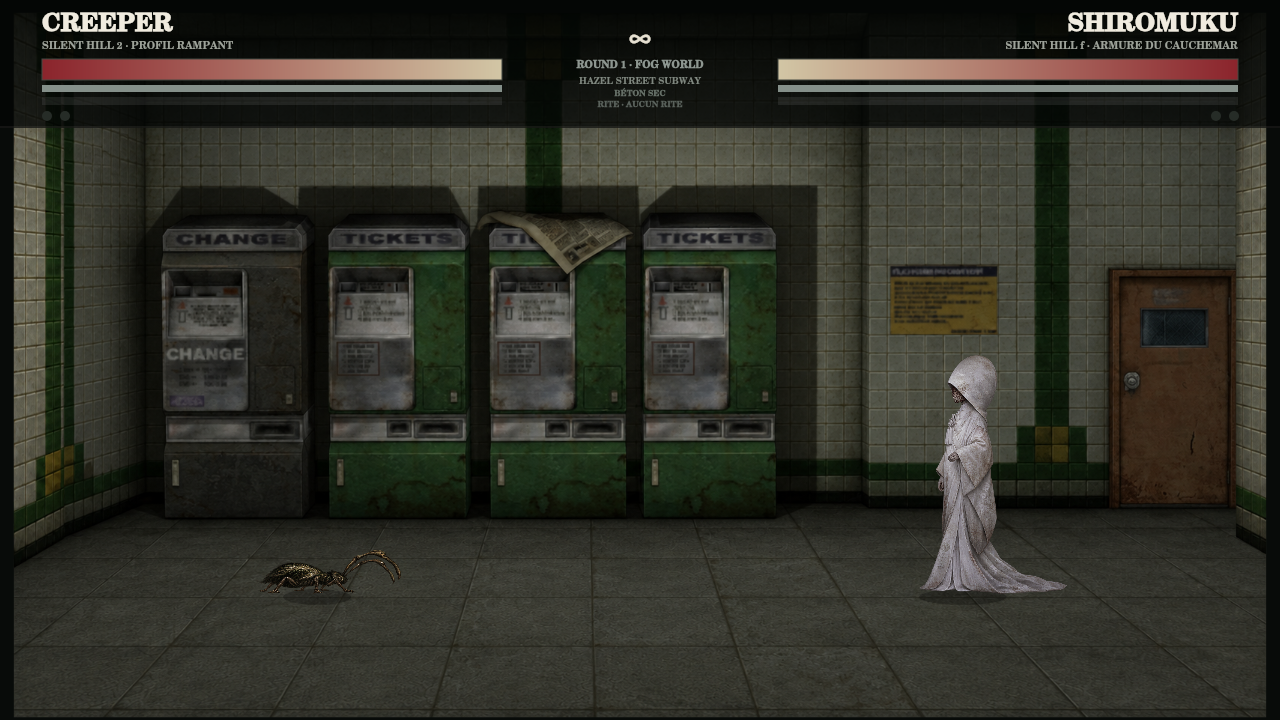 CREEPER
SILENT HILL 2 · PROFIL RAMPANT
∞
ROUND 1 · FOG WORLD
HAZEL STREET SUBWAY
BÉTON SEC
RITE · AUCUN RITE
SHIROMUKU
SILENT HILL f · ARMURE DU CAUCHEMAR
CHANGE
TICKETS
TI
TICKETS
CHANGE